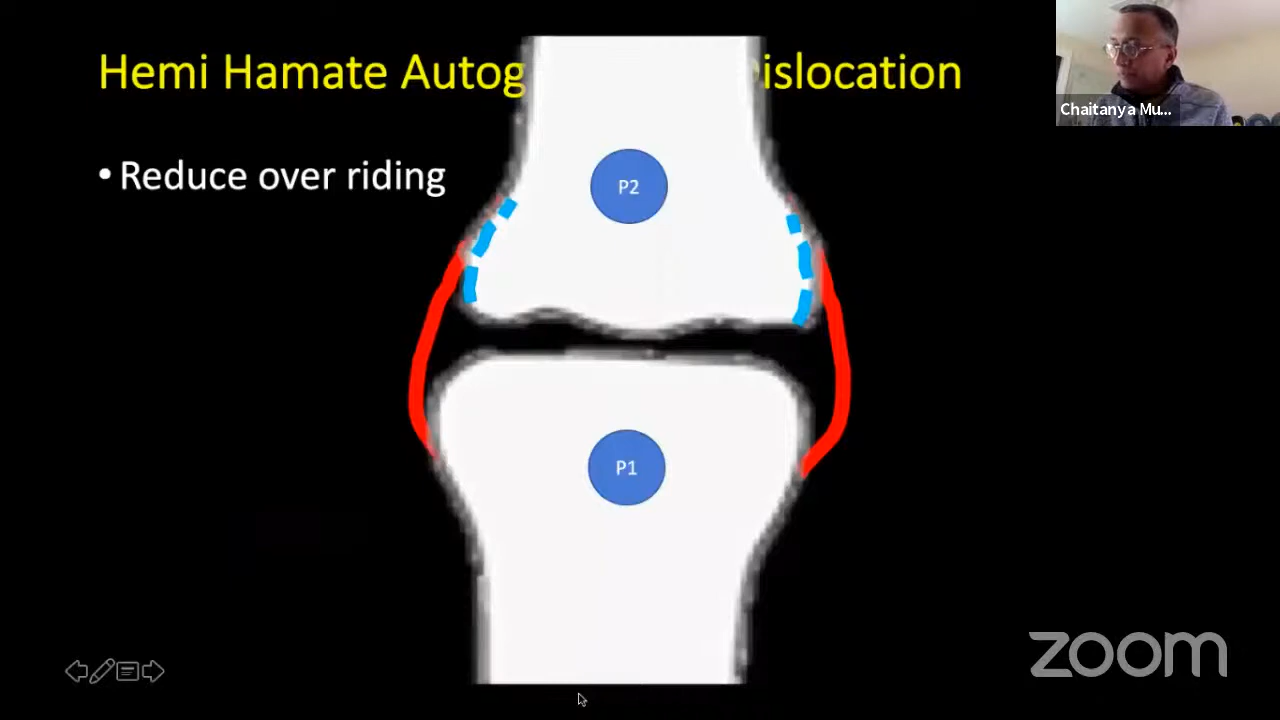 Hemi Hamate Autog islocation
Chaitanya Mu...
• Reduce over riding
P2
P1
zoom